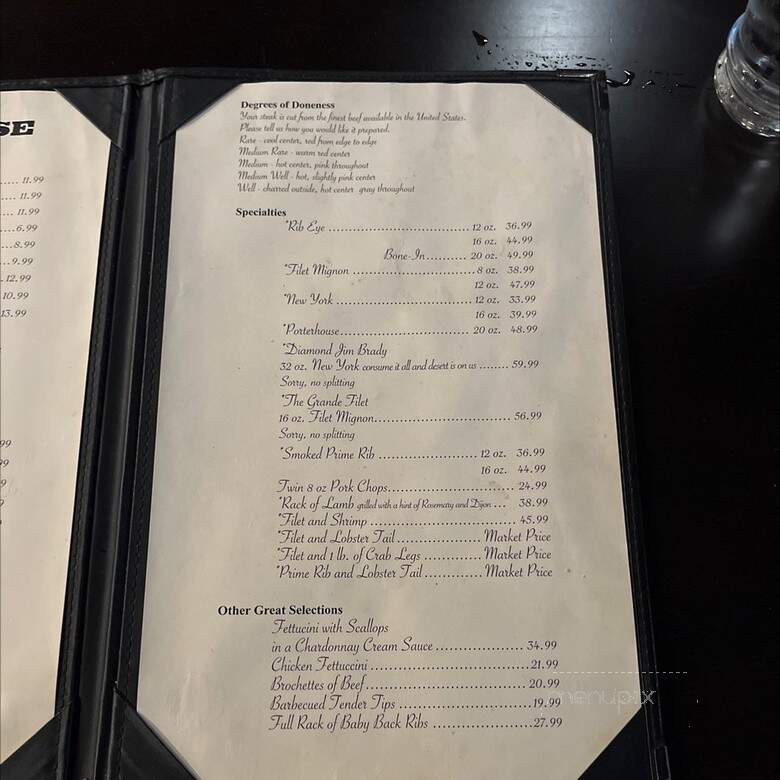 SE
11.99
11.99
11.99
6.99
8.99
9.99
12.99
10.99
13.99
99
99
9
9
Degrees of Doneness
Your steak is cut from the finest beef available in the United States.
Please tell us how you would like it prepared.
Rare - cool center, red from edge to edge
Medium Rare - warm red center
Medium - hot center, pink throughout
Medium Well - hot, slightly pink center
Well - charred outside, hot center gray throughout
Specialties
*Rib Eye ........ 12 oz. 36.99
16 oz. 44.99
Bone-In ........ 20 oz. 49.99
*Filet Mignon ........ 8 oz. 38.99
12 oz. 47.99
*New York ........ 12 oz. 33.99
16 oz. 39.99
*Porterhouse ........ 20 oz. 48.99
*Diamond Jim Brady
32 oz. New York consume it all and desert is on us ........ 59.99
Sorry, no splitting
*The Grande Filet
16 oz. Filet Mignon ........ 56.99
Sorry, no splitting
*Smoked Prime Rib ........ 12 oz. 36.99
16 oz. 44.99
Twin 8 oz Pork Chops ........ 24.99
*Rack of Lamb grilled with a hint of Rosemary and Dijon ... 38.99
*Filet and Shrimp ........ 45.99
*Filet and Lobster Tail ........ Market Price
*Filet and 1 lb. of Crab Legs ........ Market Price
*Prime Rib and Lobster Tail ........ Market Price
Other Great Selections
Fettucini with Scallops
in a Chardonnay Cream Sauce ........ 34.99
Chicken Fettuccini ........ 21.99
Brochettes of Beef ........ 20.99
Barbecued Tender Tips ........ 19.99
Full Rack of Baby Back Ribs ........ 27.99
menupix